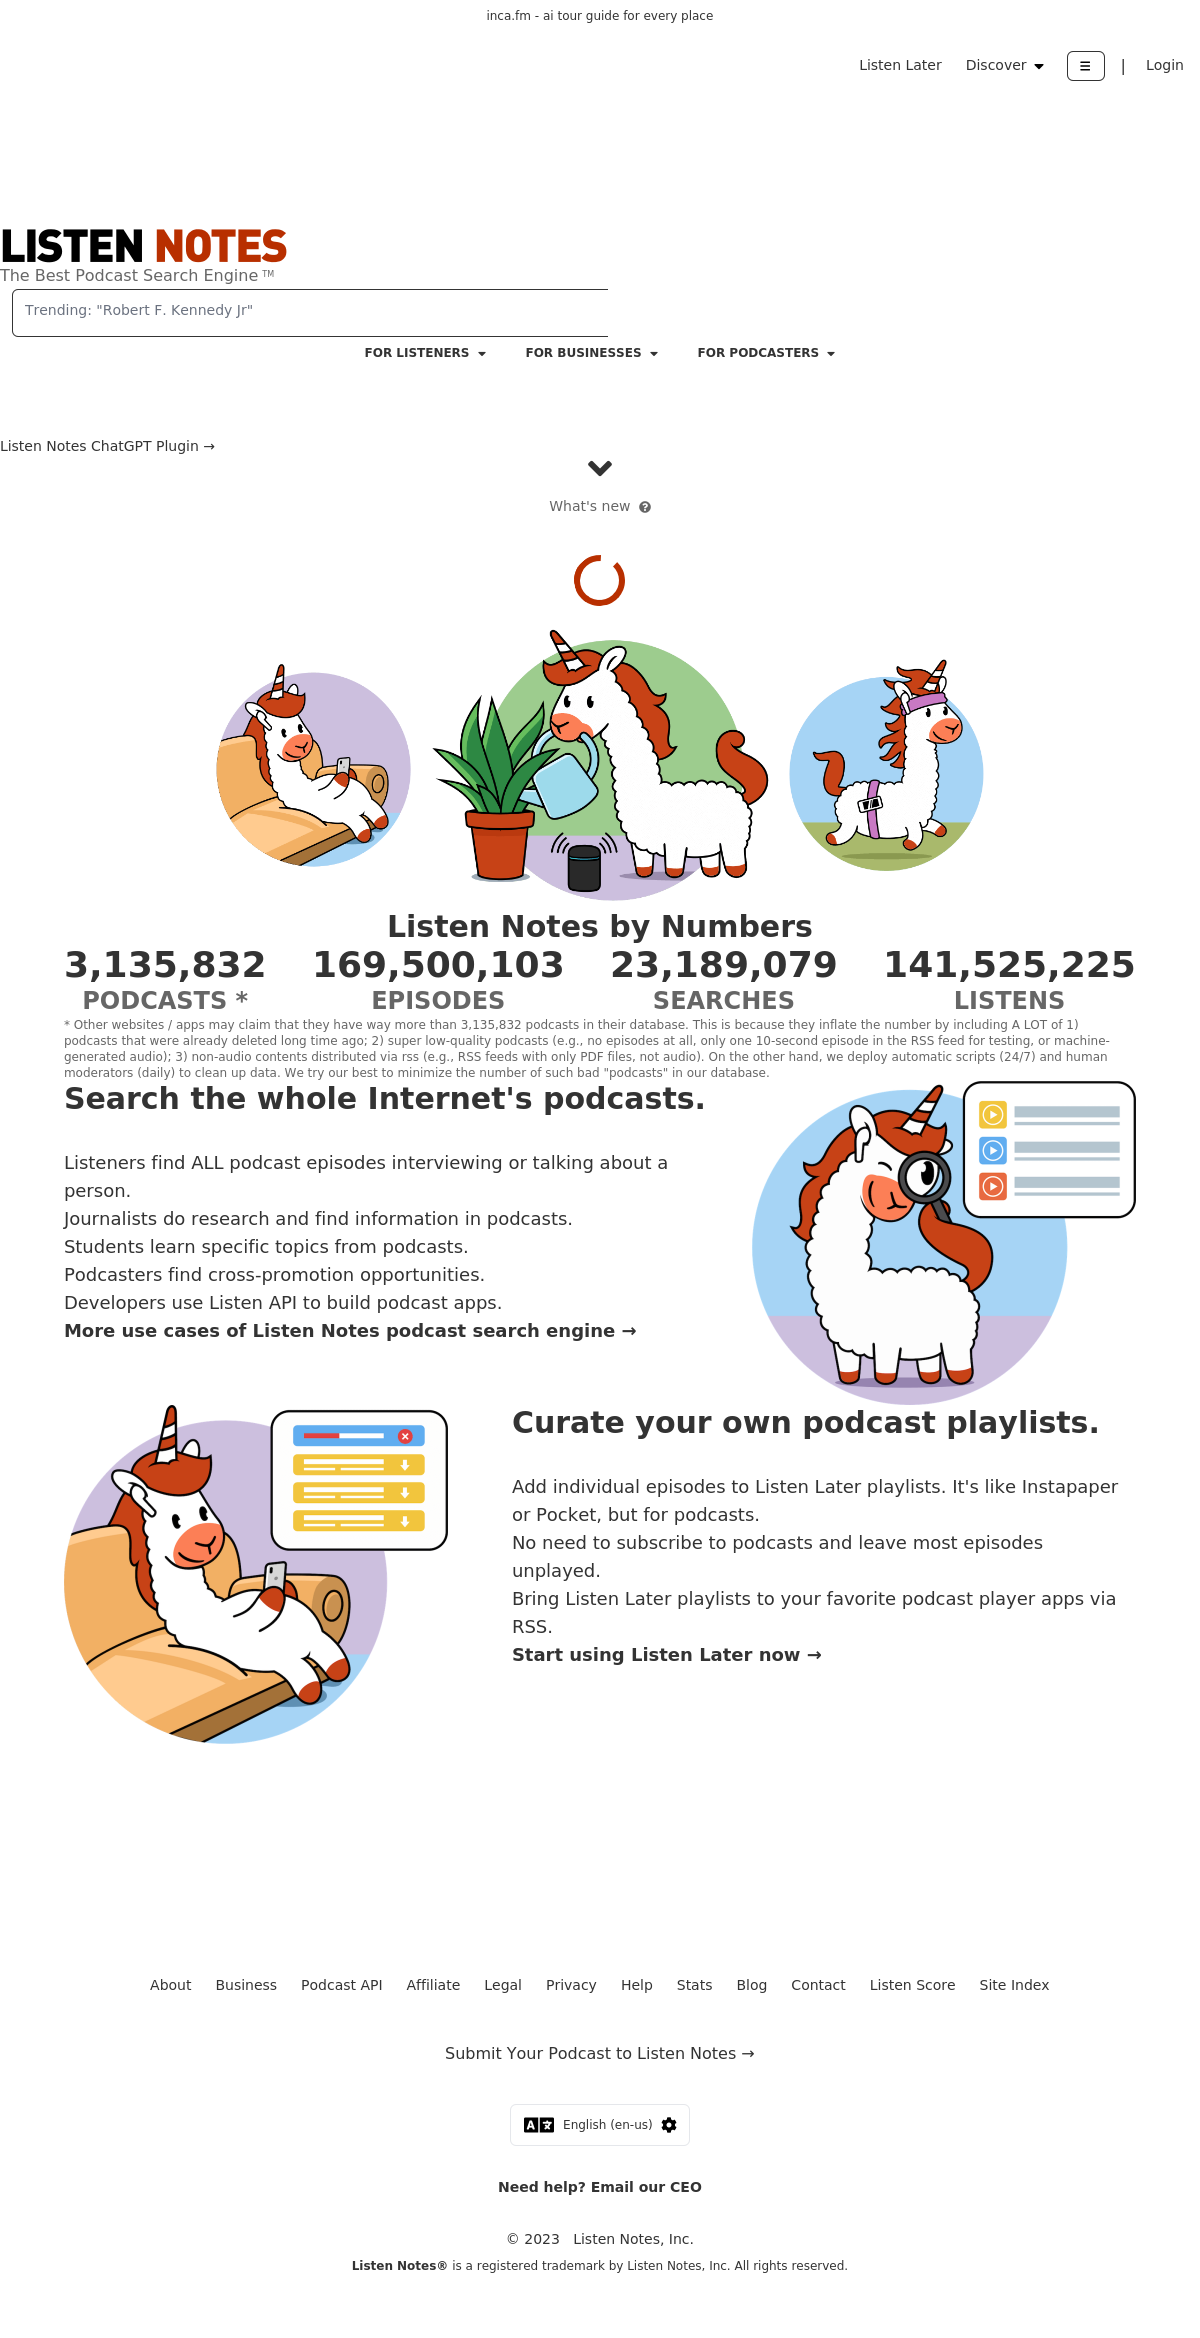 inca.fm - ai tour guide for every place
Listen Later Discover | Login
LISTEN NOTES
The Best Podcast Search Engine TM
Trending: "Robert F. Kennedy Jr"
FOR LISTENERS FOR BUSINESSES FOR PODCASTERS
Listen Notes ChatGPT Plugin →
What's new
Listen Notes by Numbers
3,135,832 169,500,103 23,189,079 141,525,225
PODCASTS * EPISODES SEARCHES LISTENS
* Other websites / apps may claim that they have way more than 3,135,832 podcasts in their database. This is because they inflate the number by including A LOT of 1)
podcasts that were already deleted long time ago; 2) super low-quality podcasts (e.g., no episodes at all, only one 10-second episode in the RSS feed for testing, or machine-
generated audio); 3) non-audio contents distributed via rss (e.g., RSS feeds with only PDF files, not audio). On the other hand, we deploy automatic scripts (24/7) and human
moderators (daily) to clean up data. We try our best to minimize the number of such bad "podcasts" in our database.
Search the whole Internet's podcasts.
Listeners find ALL podcast episodes interviewing or talking about a
person.
Journalists do research and find information in podcasts.
Students learn specific topics from podcasts.
Podcasters find cross-promotion opportunities.
Developers use Listen API to build podcast apps.
More use cases of Listen Notes podcast search engine →
Curate your own podcast playlists.
Add individual episodes to Listen Later playlists. It's like Instapaper
or Pocket, but for podcasts.
No need to subscribe to podcasts and leave most episodes
unplayed.
Bring Listen Later playlists to your favorite podcast player apps via
RSS.
Start using Listen Later now →
About Business Podcast API Affiliate Legal Privacy Help Stats Blog Contact Listen Score Site Index
Submit Your Podcast to Listen Notes →
English (en-us)
Need help? Email our CEO
© 2023 Listen Notes, Inc.
Listen Notes® is a registered trademark by Listen Notes, Inc. All rights reserved.